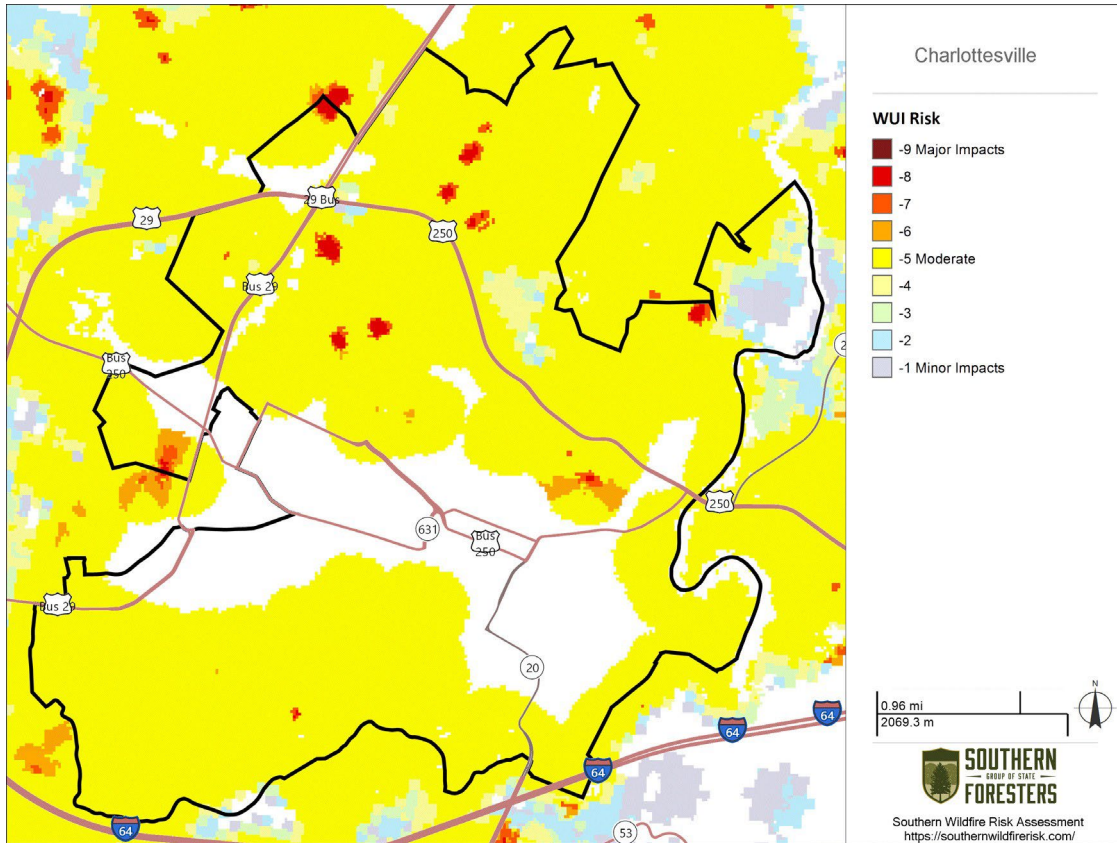 Charlottesville
WUI Risk
-9 Major Impacts
-8
-7
-6
-5 Moderate
-4
-3
-2
-1 Minor Impacts
29 Bus
29
250
Bus 29
Bus
250
2
250
631
Bus
250
Bus 29
20
64
64
64
64
53
0.96 mi
2069.3 m
N
SOUTHERN
GROUP OF STATE
FORESTERS
Southern Wildfire Risk Assessment
https://southernwildfirerisk.com/